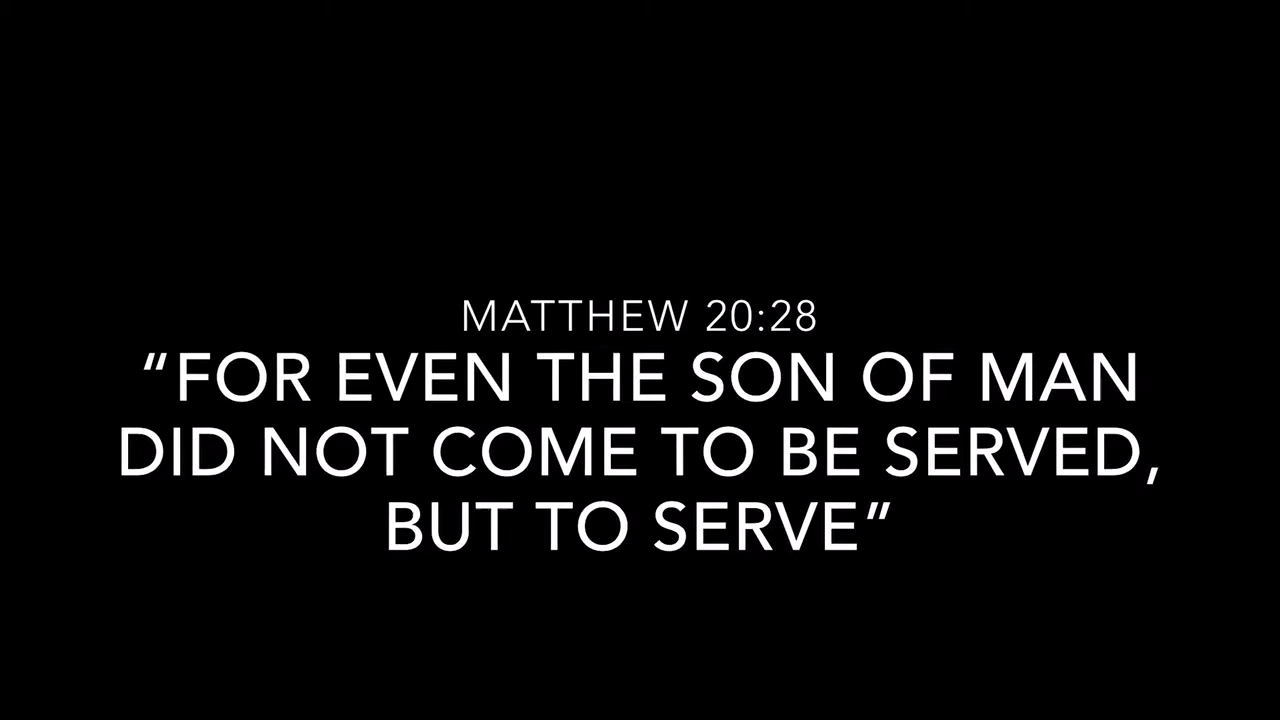 MATTHEW 20:28
“FOR EVEN THE SON OF MAN
DID NOT COME TO BE SERVED,
BUT TO SERVE”